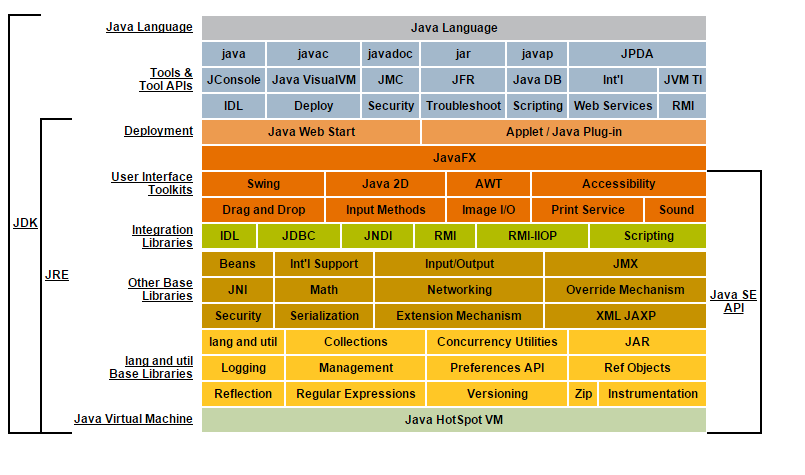 Java Language Java Language
java javac javadoc jar javap JPDA
Tools &
Tool APIs
JConsole Java VisualVM JMC JFR Java DB Int'l JVM TI
IDL Deploy Security Troubleshoot Scripting Web Services RMI
Deployment Java Web Start Applet / Java Plug-in
JavaFX
User Interface
Toolkits
Swing Java 2D AWT Accessibility
Drag and Drop Input Methods Image I/O Print Service Sound
JDK
Integration
Libraries
IDL JDBC JNDI RMI RMI-IIOP Scripting
JRE
Beans Int'l Support Input/Output JMX
Other Base
Libraries
JNI Math Networking Override Mechanism
Security Serialization Extension Mechanism XML JAXP
Java SE
API
lang and util Collections Concurrency Utilities JAR
lang and util
Base Libraries
Logging Management Preferences API Ref Objects
Reflection Regular Expressions Versioning Zip Instrumentation
Java Virtual Machine Java HotSpot VM